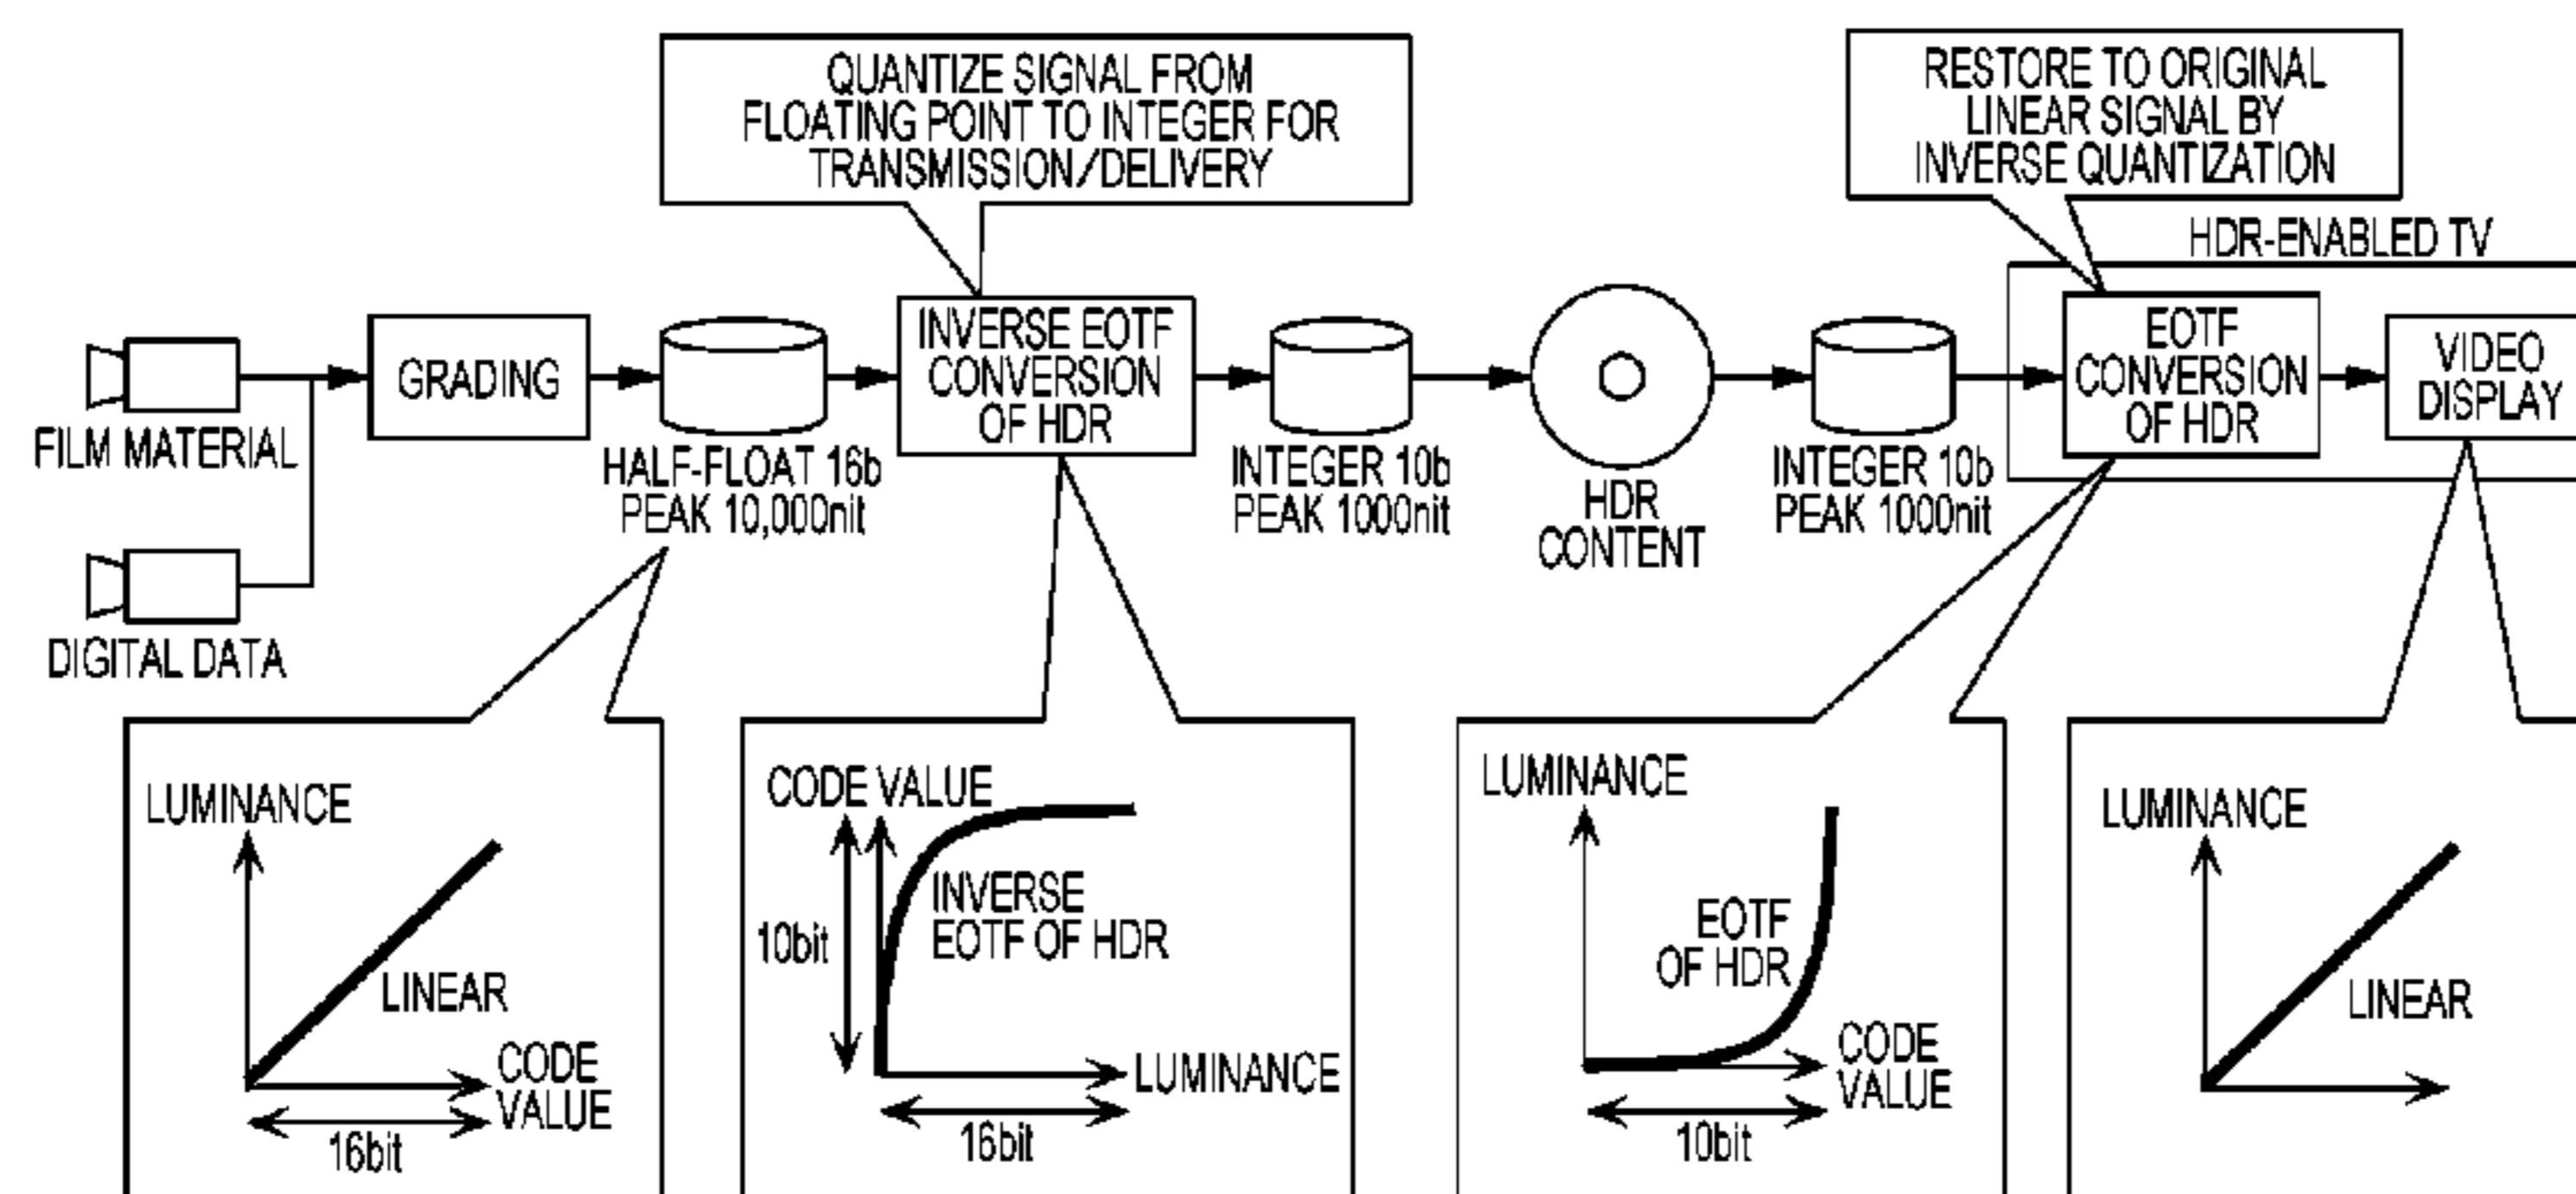 QUANTIZE SIGNAL FROM
FLOATING POINT TO INTEGER FOR
TRANSMISSION/DELIVERY
RESTORE TO ORIGINAL
LINEAR SIGNAL BY
INVERSE QUANTIZATION
HDR-ENABLED TV
FILM MATERIAL
DIGITAL DATA
GRADING
HALF-FLOAT 16b
PEAK 10,000nit
INVERSE EOTF
CONVERSION
OF HDR
INTEGER 10b
PEAK 1000nit
HDR
CONTENT
INTEGER 10b
PEAK 1000nit
EOTF
CONVERSION
OF HDR
VIDEO
DISPLAY
LUMINANCE
LINEAR
CODE
VALUE
16bit
CODE VALUE
10bit
INVERSE
EOTF OF HDR
LUMINANCE
16bit
LUMINANCE
EOTF
OF HDR
CODE
VALUE
10bit
LUMINANCE
LINEAR